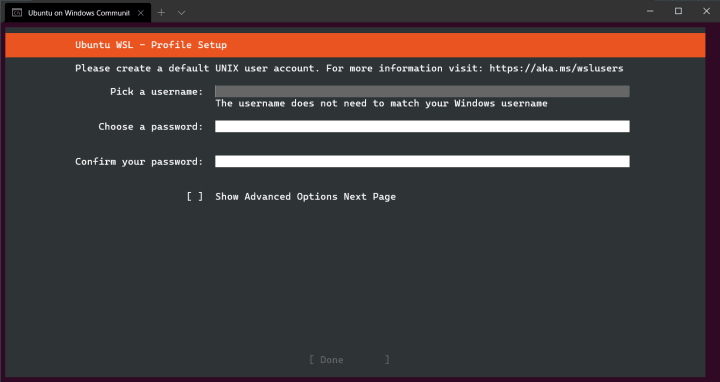 Ubuntu on Windows Communit
Ubuntu WSL - Profile Setup
Please create a default UNIX user account. For more information visit: https://aka.ms/wslusers
Pick a username:
The username does not need to match your Windows username
Choose a password:
Confirm your password:
[ ] Show Advanced Options Next Page
[ Done ]